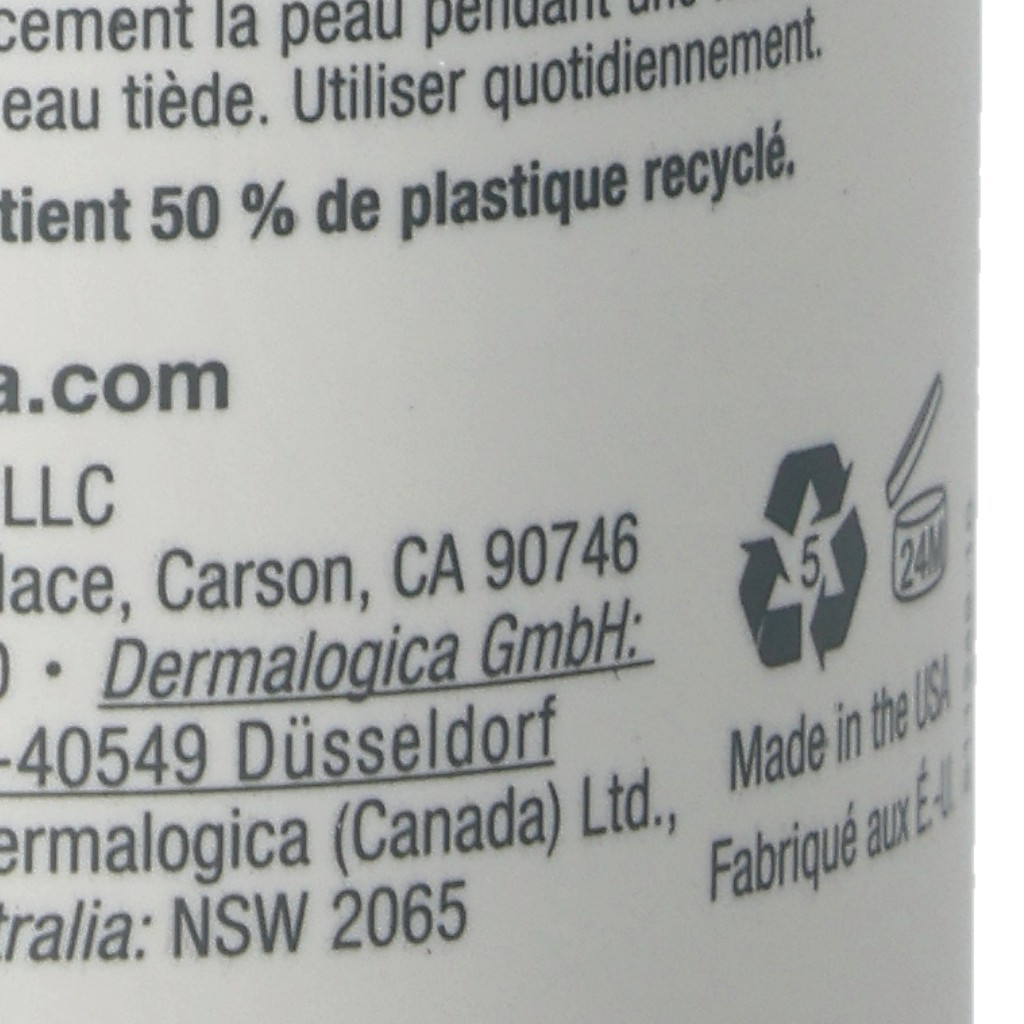 cement la peau pendant
eau tiède. Utiliser quotidiennement.
tient 50 % de plastique recyclé.
a.com
LLC
lace, Carson, CA 90746
0 • Dermalogica GmbH:
-40549 Düsseldorf
ermalogica (Canada) Ltd.,
tralia: NSW 2065
5
24M
Made in the USA
Fabriqué aux É.-U.